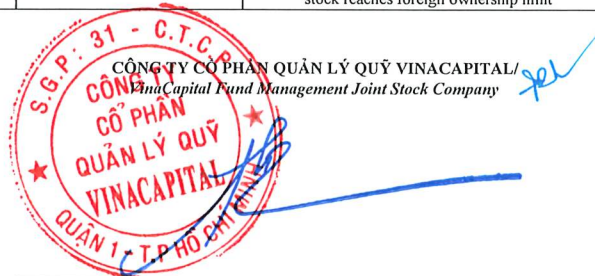 stock reaches foreign ownership limit
CÔNG TY CỔ PHẦN QUẢN LÝ QUỸ VINACAPITAL/
VinaCapital Fund Management Joint Stock Company
S.G.P: 31 - C.T.C.P
CÔNG TY
CỔ PHẦN
QUẢN LÝ QUỸ
VINACAPITAL
QUẬN 1 - T.P HỒ CHÍ MINH